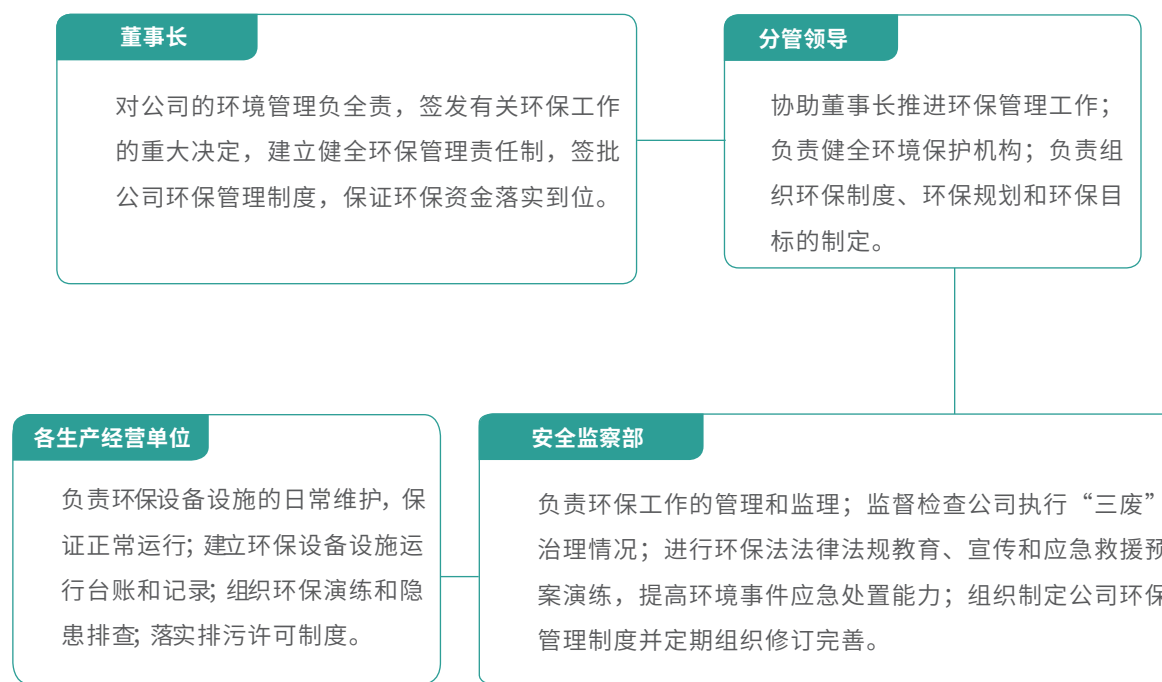 董事长
对公司的环境管理负全责，签发有关环保工作
的重大决定，建立健全环保管理责任制，签批
公司环保管理制度，保证环保资金落实到位。
分管领导
协助董事长推进环保管理工作；
负责健全环境保护机构；负责组
织环保制度、环保规划和环保目
标的制定。
各生产经营单位
负责环保设备设施的日常维护，保
证正常运行；建立环保设备设施运
行台账和记录；组织环保演练和隐
患排查；落实排污许可制度。
安全监察部
负责环保工作的管理和监理；监督检查公司执行“三废”
治理情况；进行环保法法律法规教育、宣传和应急救援预
案演练，提高环境事件应急处置能力；组织制定公司环保
管理制度并定期组织修订完善。